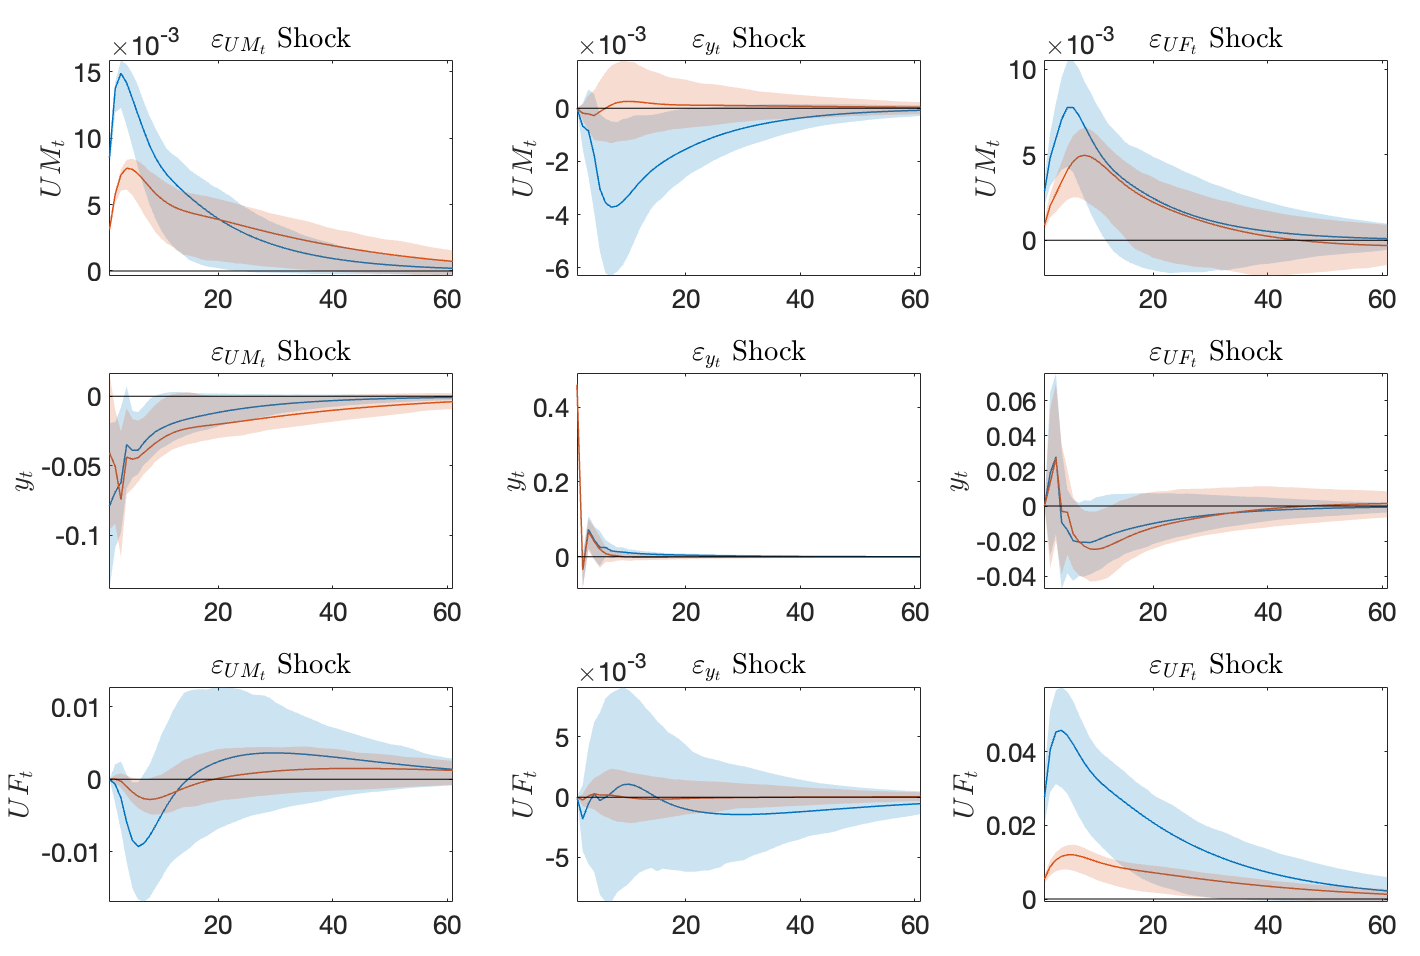 ×10⁻³ ε_{UM_t} Shock
UM_t
15
10
5
0
20 40 60
×10⁻³ ε_{y_t} Shock
UM_t
0
-2
-4
-6
20 40 60
×10⁻³ ε_{UF_t} Shock
UM_t
10
5
0
20 40 60
ε_{UM_t} Shock
y_t
0
-0.05
-0.1
20 40 60
ε_{y_t} Shock
y_t
0.4
0.2
0
20 40 60
ε_{UF_t} Shock
y_t
0.06
0.04
0.02
0
-0.02
-0.04
20 40 60
ε_{UM_t} Shock
UF_t
0.01
0
-0.01
20 40 60
×10⁻³ ε_{y_t} Shock
UF_t
5
0
-5
20 40 60
ε_{UF_t} Shock
UF_t
0.04
0.02
0
20 40 60